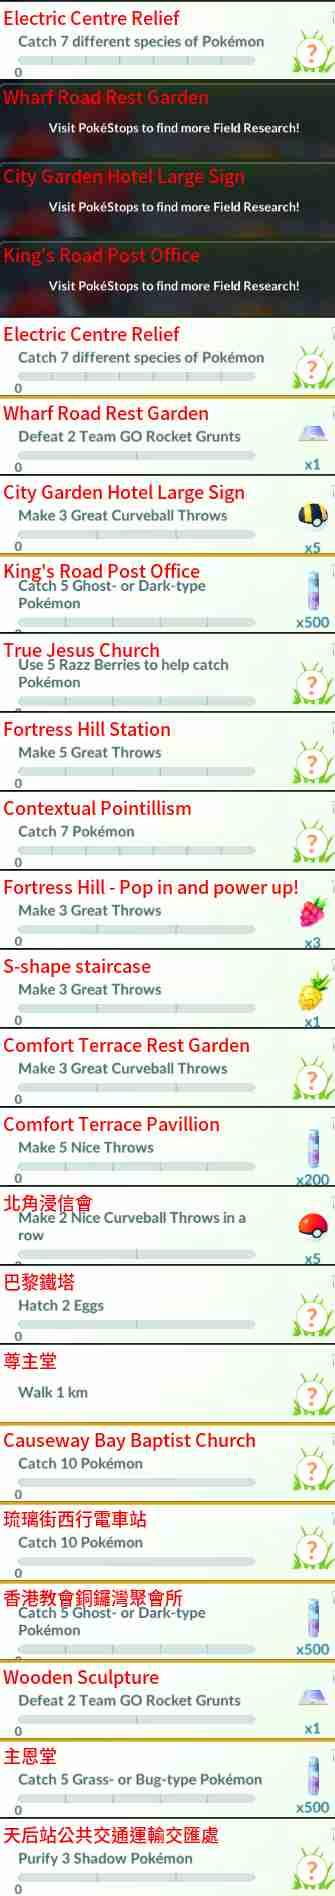 Electric Centre Relief
Catch 7 different species of Pokémon
0
Wharf Road Rest Garden
Visit PokéStops to find more Field Research!
City Garden Hotel Large Sign
Visit PokéStops to find more Field Research!
King's Road Post Office
Visit PokéStops to find more Field Research!
Electric Centre Relief
Catch 7 different species of Pokémon
?
0
Wharf Road Rest Garden
Defeat 2 Team GO Rocket Grunts
0
x1
City Garden Hotel Large Sign
Make 3 Great Curveball Throws
0
x5
King's Road Post Office
Catch 5 Ghost- or Dark-type
Pokémon
x500
True Jesus Church
Use 5 Razz Berries to help catch
Pokémon
?
Fortress Hill Station
Make 5 Great Throws
?
0
Contextual Pointillism
Catch 7 Pokémon
?
0
Fortress Hill - Pop in and power up!
Make 3 Great Throws
0
x3
S-shape staircase
Make 3 Great Throws
0
x1
Comfort Terrace Rest Garden
Make 3 Great Curveball Throws
?
0
Comfort Terrace Pavillion
Make 5 Nice Throws
0
x200
北角浸信會
Make 2 Nice Curveball Throws in a
row
x5
巴黎鐵塔
Hatch 2 Eggs
?
0
尊主堂
Walk 1 km
?
Causeway Bay Baptist Church
Catch 10 Pokémon
?
0
琉璃街西行電車站
Catch 10 Pokémon
?
0
香港教會銅鑼灣聚會所
Catch 5 Ghost- or Dark-type
Pokémon
x500
Wooden Sculpture
Defeat 2 Team GO Rocket Grunts
0
x1
主恩堂
Catch 5 Grass- or Bug-type Pokémon
0
x500
天后站公共交通運輸交匯處
Purify 3 Shadow Pokémon
?
0